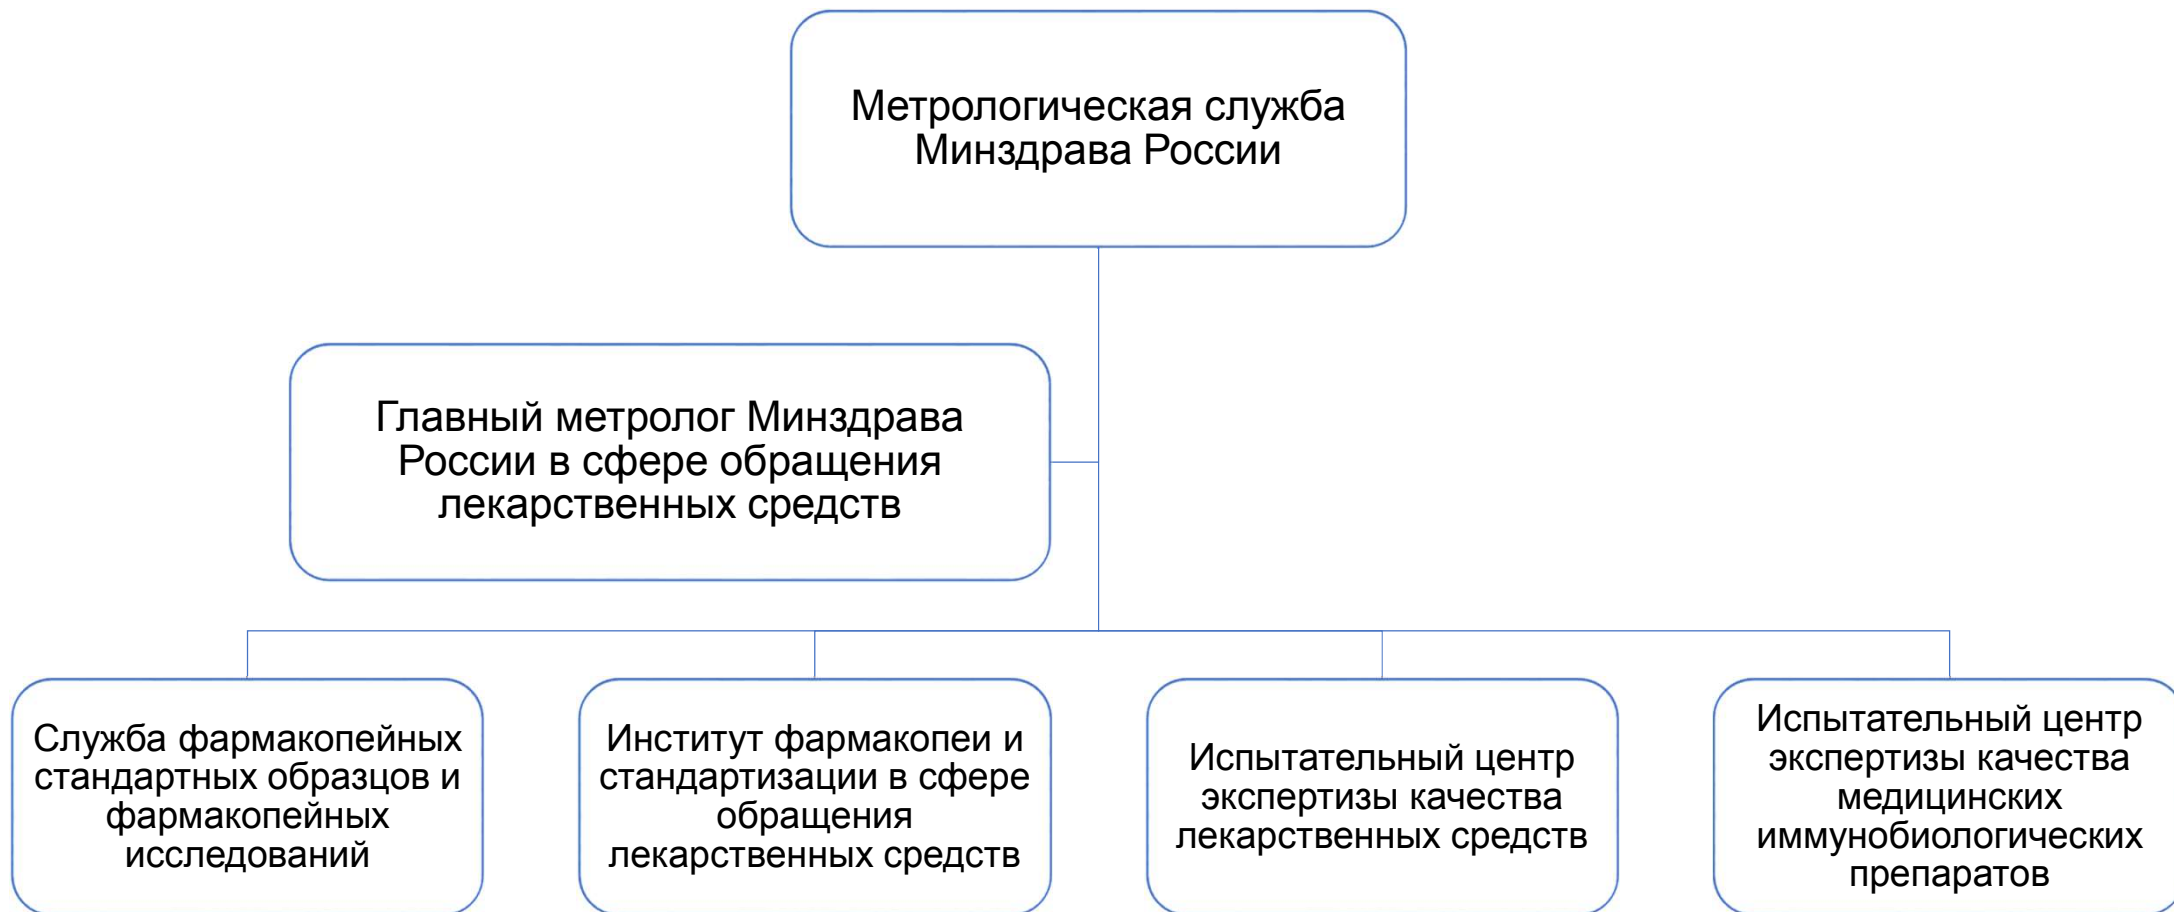 Метрологическая служба
Минздрава России
Главный метролог Минздрава
России в сфере обращения
лекарственных средств
Служба фармакопейных
стандартных образцов и
фармакопейных
исследований
Институт фармакопеи и
стандартизации в сфере
обращения
лекарственных средств
Испытательный центр
экспертизы качества
лекарственных средств
Испытательный центр
экспертизы качества
медицинских
иммунобиологических
препаратов